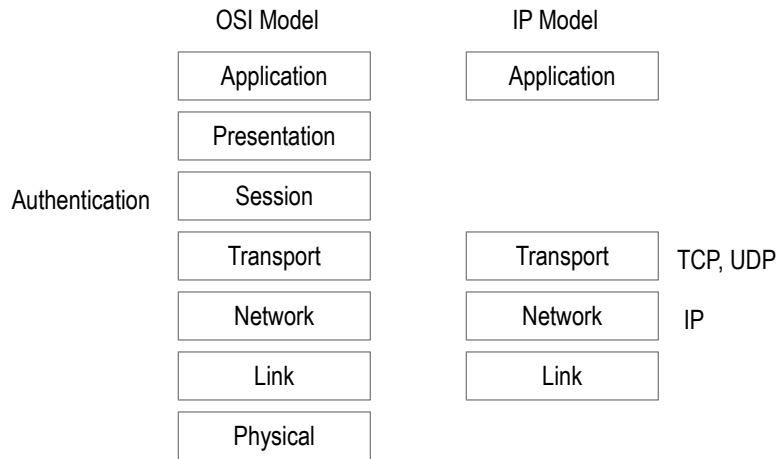 OSI Model IP Model
Application Application
Presentation
Authentication Session
Transport Transport TCP, UDP
Network Network IP
Link Link
Physical